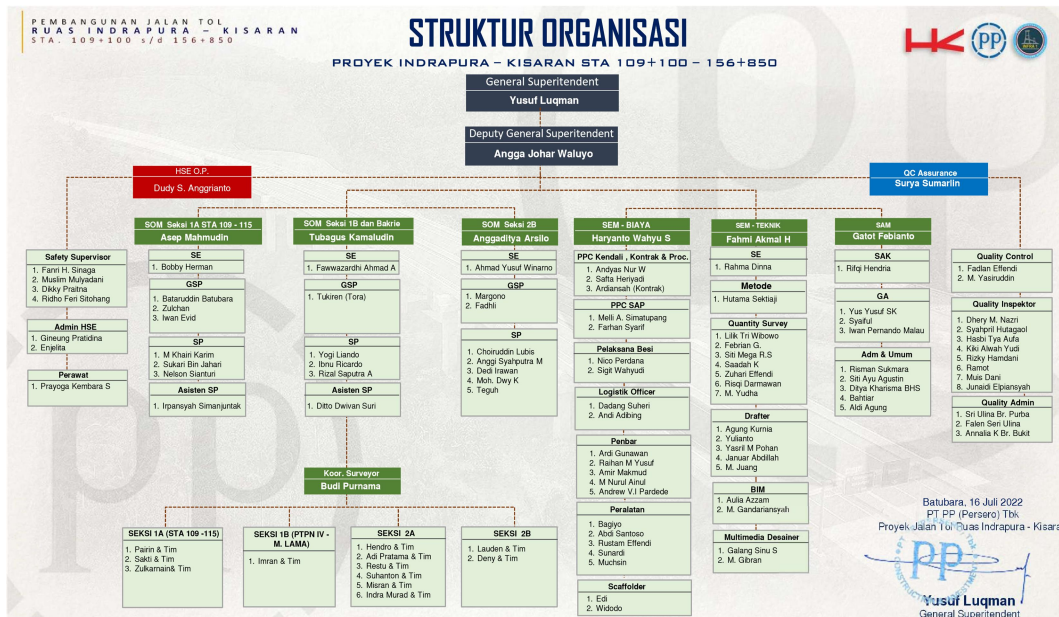 PEMBANGUNAN JALAN TOL
RUAS INDRAPURA – KISARAN
STA. 109+100 s/d 156+850
STRUKTUR ORGANISASI
PROYEK INDRAPURA – KISARAN STA 109+100 – 156+850
HK
PP
General Superitendent
Yusuf Luqman
Deputy General Superitendent
Angga Johar Waluyo
HSE O.P.
Dudy S. Anggrianto
QC Assurance
Surya Sumarlin
SOM Seksi 1A STA 109 - 115
Asep Mahmudin
SOM Seksi 1B dan Bakrie
Tubagus Kamaludin
SOM Seksi 2B
Anggaditya Arsilo
SEM - BIAYA
Haryanto Wahyu S
SEM - TEKNIK
Fahmi Akmal H
SAM
Gatot Febianto
Safety Supervisor
1. Fanri H. Sinaga
2. Muslim Mulyadani
3. Dikky Praitna
4. Ridho Feri Sitohang
Admin HSE
1. Gineung Pratidina
2. Enjelita
Perawat
1. Prayoga Kembara S
SE
1. Bobby Herman
GSP
1. Bataruddin Batubara
2. Zulchan
3. Iwan Evid
SP
1. M Khairi Karim
2. Sukari Bin Jahari
3. Nelson Sianturi
Asisten SP
1. Irpansyah Simanjuntak
SE
1. Fawwazardhi Ahmad A
GSP
1. Tukiren (Tora)
SP
1. Yogi Liando
2. Ibnu Ricardo
3. Rizal Saputra A
Asisten SP
1. Ditto Dwivan Suri
SE
1. Ahmad Yusuf Winarno
GSP
1. Margono
2. Fadhli
SP
1. Choiruddin Lubis
2. Anggi Syahputra M
3. Dedi Irawan
4. Moh. Dwy K
5. Teguh
PPC Kendali , Kontrak & Proc.
1. Andyas Nur W
2. Safta Heriyadi
3. Ardiansah (Kontrak)
PPC SAP
1. Melli A. Simatupang
2. Farhan Syarif
Pelaksana Besi
1. Nico Perdana
2. Sigit Wahyudi
Logistik Officer
1. Dadang Suheri
2. Andi Adibing
Penbar
1. Ardi Gunawan
2. Raihan M Yusuf
3. Amir Makmud
4. M Nurul Ainul
5. Andrew V.I Pardede
Peralatan
1. Bagiyo
2. Abdi Santoso
3. Rustam Effendi
4. Sunardi
5. Muchsin
Scaffolder
1. Edi
2. Widodo
SE
1. Rahma Dinna
Metode
1. Hutama Sektiaji
Quantity Survey
1. Lilik Tri Wibowo
2. Febrian G.
3. Siti Mega R.S
4. Saadah K
5. Zuhari Effendi
6. Risqi Darmawan
7. M. Yudha
Drafter
1. Agung Kurnia
2. Yulianto
3. Yasril M Pohan
4. Januar Abdillah
5. M. Juang
BIM
1. Aulia Azzam
2. M. Gandariansyah
Multimedia Desainer
1. Galang Sinu S
2. M. Gibran
SAK
1. Rifqi Hendria
GA
1. Yus Yusuf SK
2. Syaiful
3. Iwan Pernando Malau
Adm & Umum
1. Risman Sukmara
2. Siti Ayu Agustin
3. Ditya Kharisma BHS
4. Bahtiar
5. Aldi Agung
Quality Control
1. Fadlan Effendi
2. M. Yasiruddin
Quality Inspektor
1. Dhery M. Nazri
2. Syahpril Hutagaol
3. Hasbi Tya Aufa
4. Kiki Alwah Yudi
5. Rizky Hamdani
6. Ramot
7. Muis Dani
8. Junaidi Elpiansyah
Quality Admin
1. Sri Ulina Br. Purba
2. Falen Seri Ulina
3. Annalia K Br. Bukit
Koor. Surveyor
Budi Purnama
SEKSI 1A (STA 109 -115)
1. Pairin & Tim
2. Sakti & Tim
3. Zulkarnain& Tim
SEKSI 1B (PTPN IV -
M. LAMA)
1. Imran & Tim
SEKSI 2A
1. Hendro & Tim
2. Adi Pratama & Tim
3. Restu & Tim
4. Suhanton & Tim
5. Misran & Tim
6. Indra Murad & Tim
SEKSI 2B
1. Lauden & Tim
2. Deny & Tim
Batubara, 16 Juli 2022
PT PP (Persero) Tbk
Proyek Jalan Tol Ruas Indrapura - Kisara
PP
Yusuf Luqman
General Superitendent